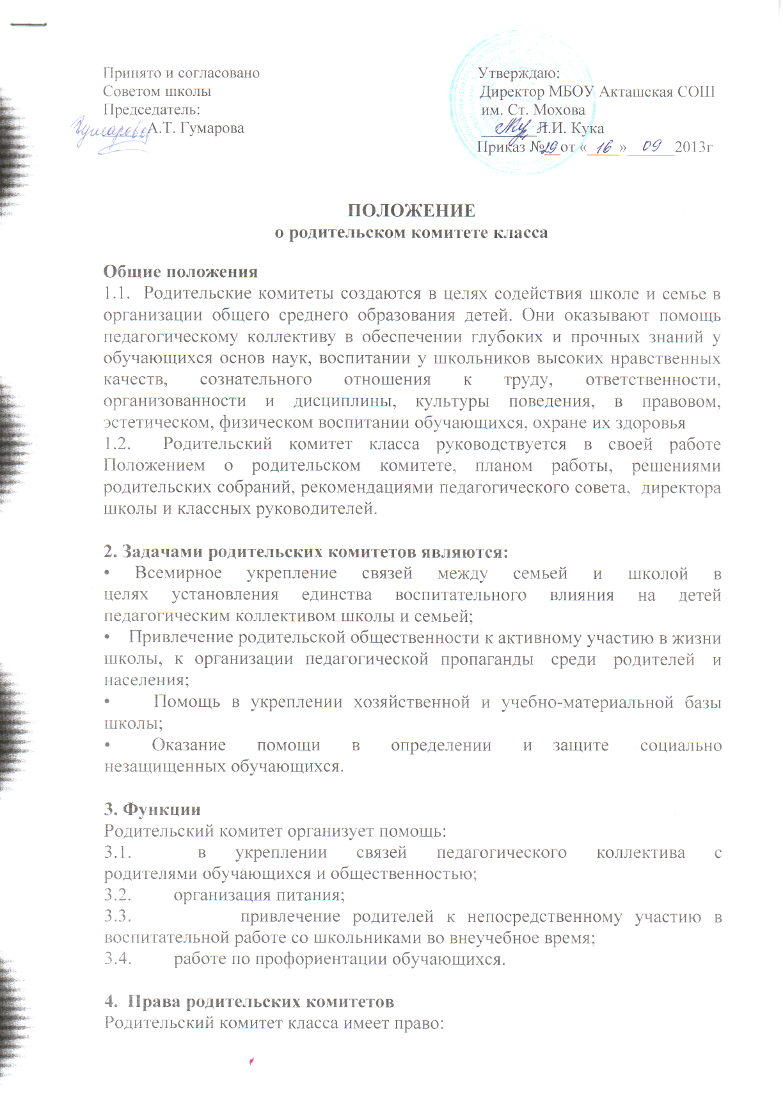 Принято и согласовано
Советом школы
Председатель:
Гумарова А.Т. Гумарова
Утверждаю:
Директор МБОУ Акташская СОШ
им. Ст. Мохова
Л.И. Кука
Приказ №29 от «16» 09 2013г
ПОЛОЖЕНИЕ
о родительском комитете класса
Общие положения
1.1. Родительские комитеты создаются в целях содействия школе и семье в
организации общего среднего образования детей. Они оказывают помощь
педагогическому коллективу в обеспечении глубоких и прочных знаний у
обучающихся основ наук, воспитании у школьников высоких нравственных
качеств, сознательного отношения к труду, ответственности,
организованности и дисциплины, культуры поведения, в правовом,
эстетическом, физическом воспитании обучающихся, охране их здоровья
1.2. Родительский комитет класса руководствуется в своей работе
Положением о родительском комитете, планом работы, решениями
родительских собраний, рекомендациями педагогического совета, директора
школы и классных руководителей.
2. Задачами родительских комитетов являются:
• Всемирное укрепление связей между семьей и школой в
целях установления единства воспитательного влияния на детей
педагогическим коллективом школы и семьей;
• Привлечение родительской общественности к активному участию в жизни
школы, к организации педагогической пропаганды среди родителей и
населения;
• Помощь в укреплении хозяйственной и учебно-материальной базы
школы;
• Оказание помощи в определении и защите социально
незащищенных обучающихся.
3. Функции
Родительский комитет организует помощь:
3.1. в укреплении связей педагогического коллектива с
родителями обучающихся и общественностью;
3.2. организация питания;
3.3. привлечение родителей к непосредственному участию в
воспитательной работе со школьниками во внеучебное время;
3.4. работе по профориентации обучающихся.
4. Права родительских комитетов
Родительский комитет класса имеет право: